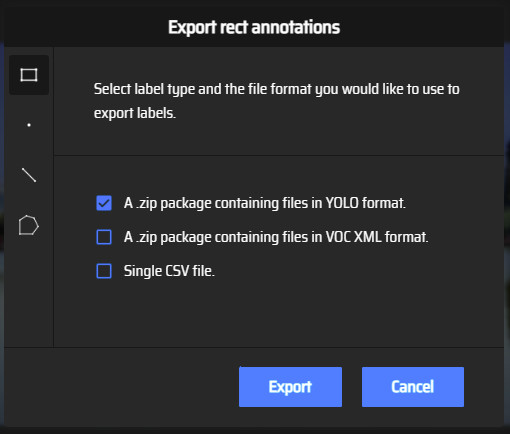 Export rect annotations
Select label type and the file format you would like to use to
export labels.
A .zip package containing files in YOLO format.
A .zip package containing files in VOC XML format.
Single CSV file.
Export
Cancel